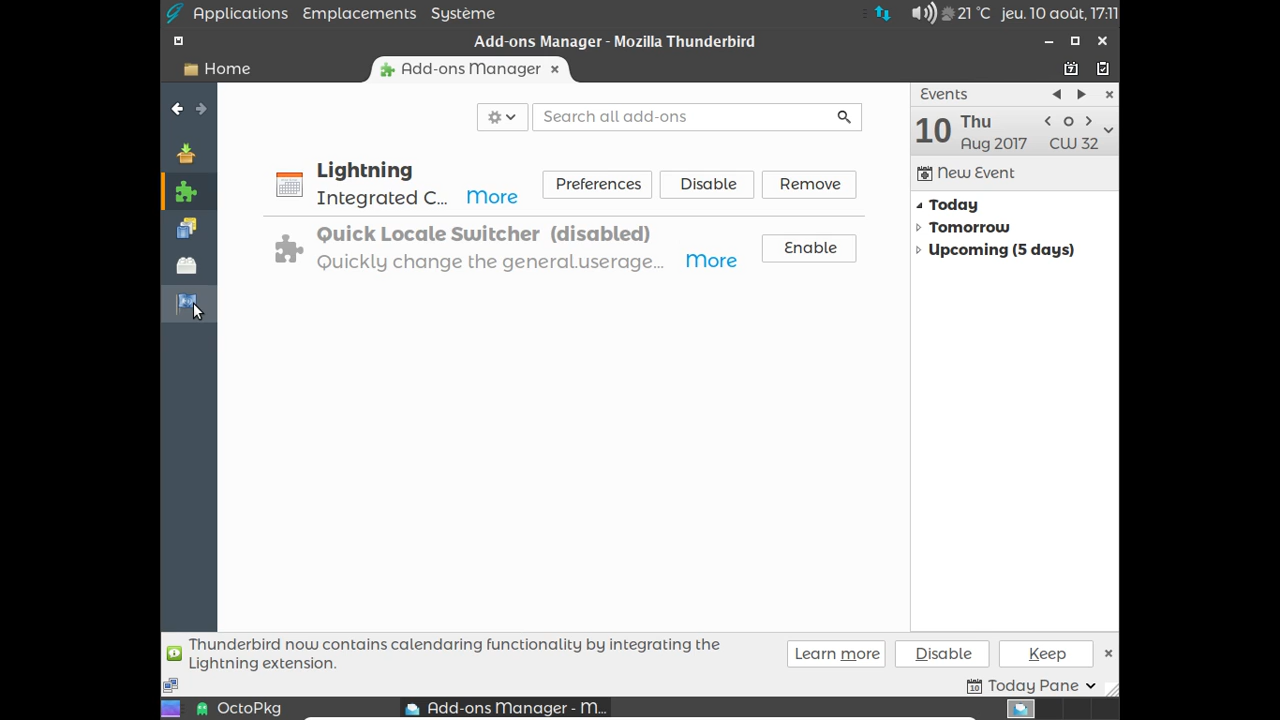 Applications Emplacements Système 21 °C jeu. 10 août, 17:11
Add-ons Manager - Mozilla Thunderbird
Home Add-ons Manager
Events
Search all add-ons
10 Thu
Aug 2017 CW 32
New Event
Lightning
Integrated C... More Preferences Disable Remove
Quick Locale Switcher (disabled)
Quickly change the general.userage... More Enable
Today
Tomorrow
Upcoming (5 days)
Thunderbird now contains calendaring functionality by integrating the
Lightning extension.
Learn more Disable Keep
10 Today Pane
OctoPkg Add-ons Manager - M...